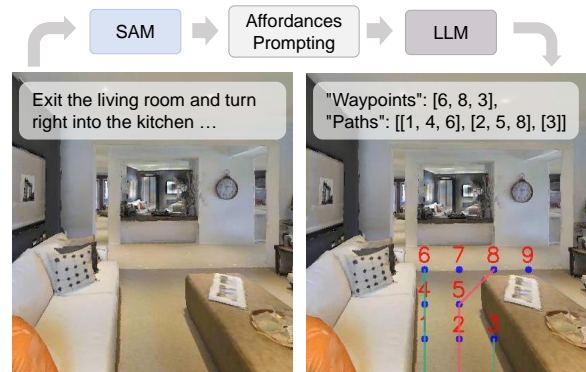 SAM
Affordances
Prompting
LLM
Exit the living room and turn
right into the kitchen …
"Waypoints": [6, 8, 3],
"Paths": [[1, 4, 6], [2, 5, 8], [3]]
6 7 8 9
4 5
1 2 3